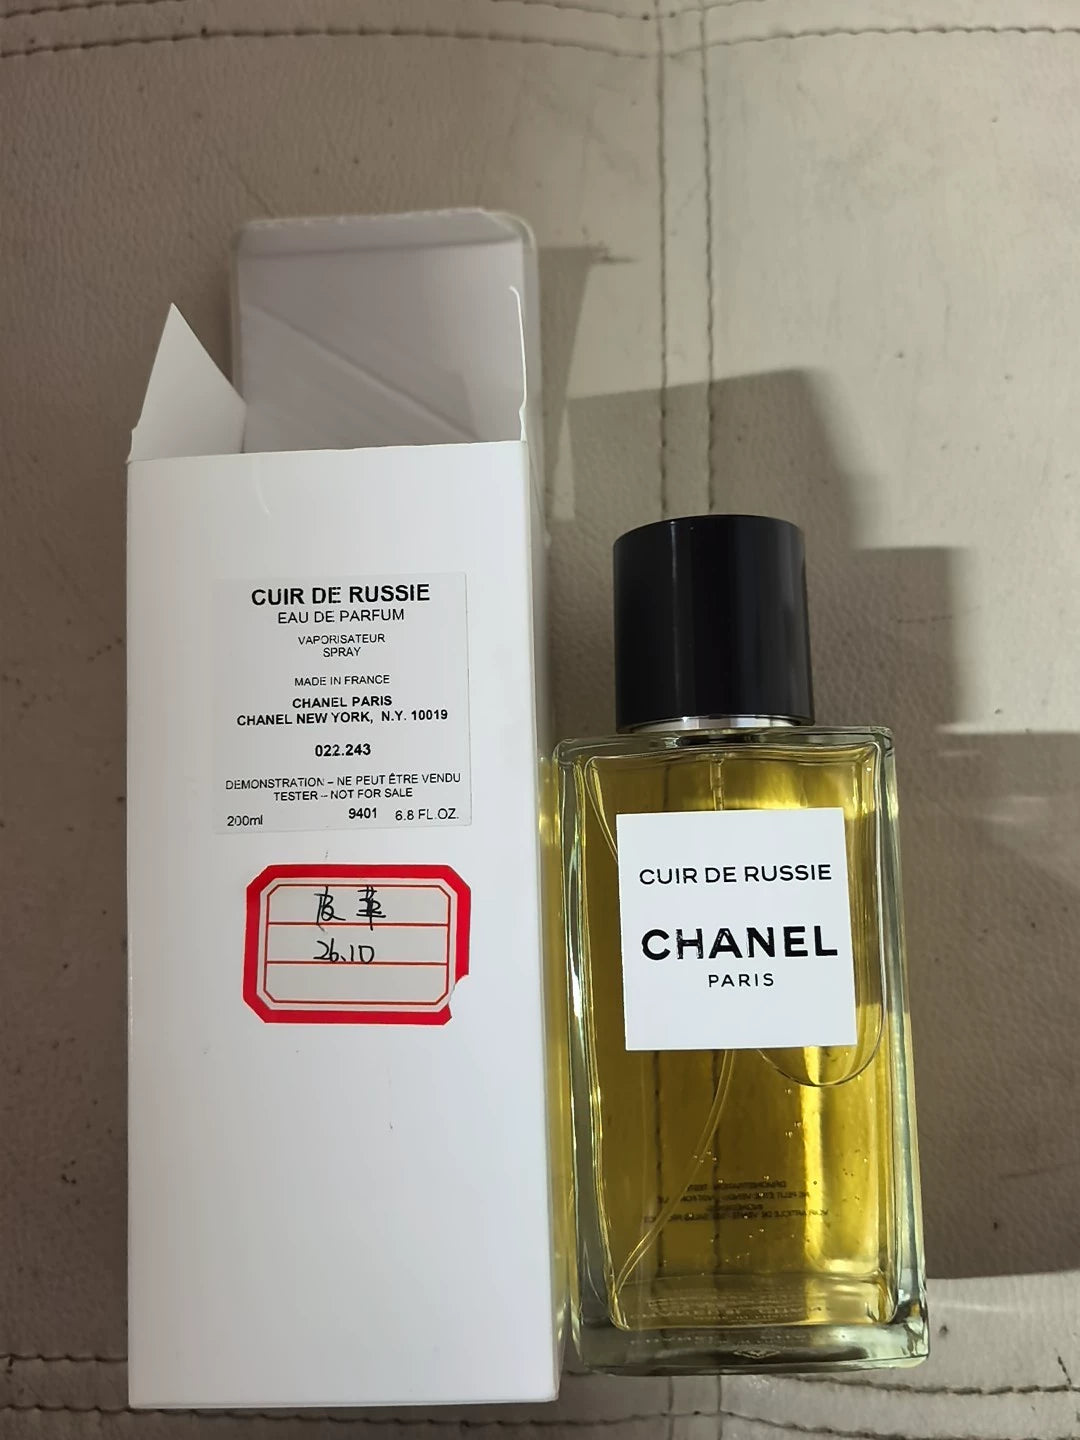 CUIR DE RUSSIE
EAU DE PARFUM
VAPORISATEUR
SPRAY
MADE IN FRANCE
CHANEL PARIS
CHANEL NEW YORK, N.Y. 10019
022.243
DEMONSTRATION – NE PEUT ÊTRE VENDU
TESTER – NOT FOR SALE
200ml 9401 6.8 FL.OZ.
皮革
26.10
CUIR DE RUSSIE
CHANEL
PARIS